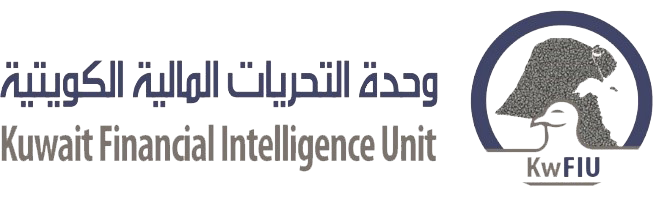 وحدة التحريات المالية الكويتية
Kuwait Financial Intelligence Unit
KwFIU